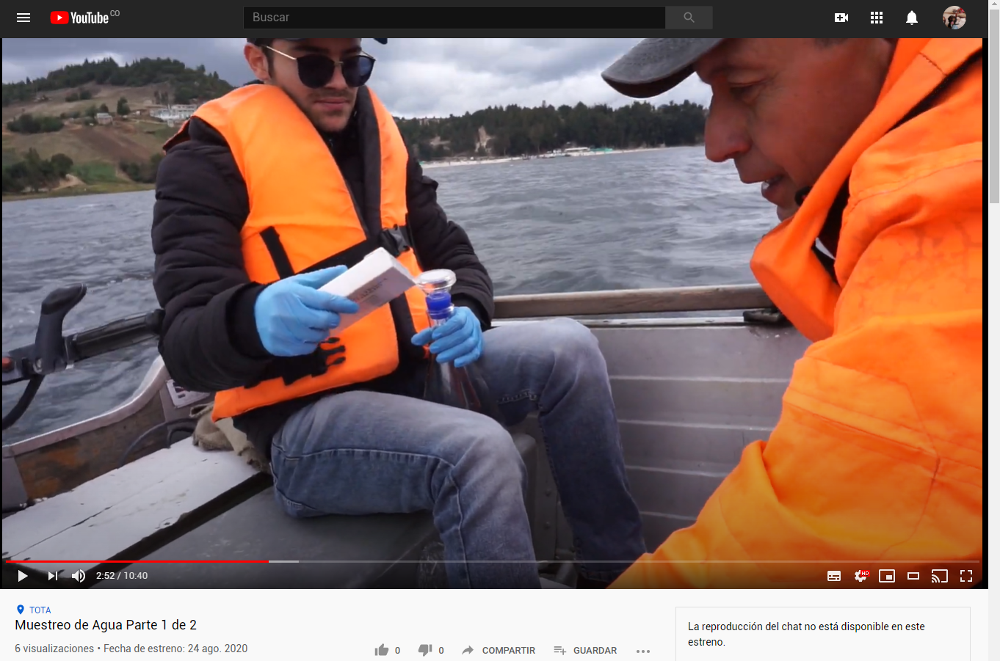 YouTube CO
Buscar
2:52 / 10:40
HD
TOTA
Muestreo de Agua Parte 1 de 2
6 visualizaciones • Fecha de estreno: 24 ago. 2020
0
0
COMPARTIR
GUARDAR
La reproducción del chat no está disponible en este
estreno.